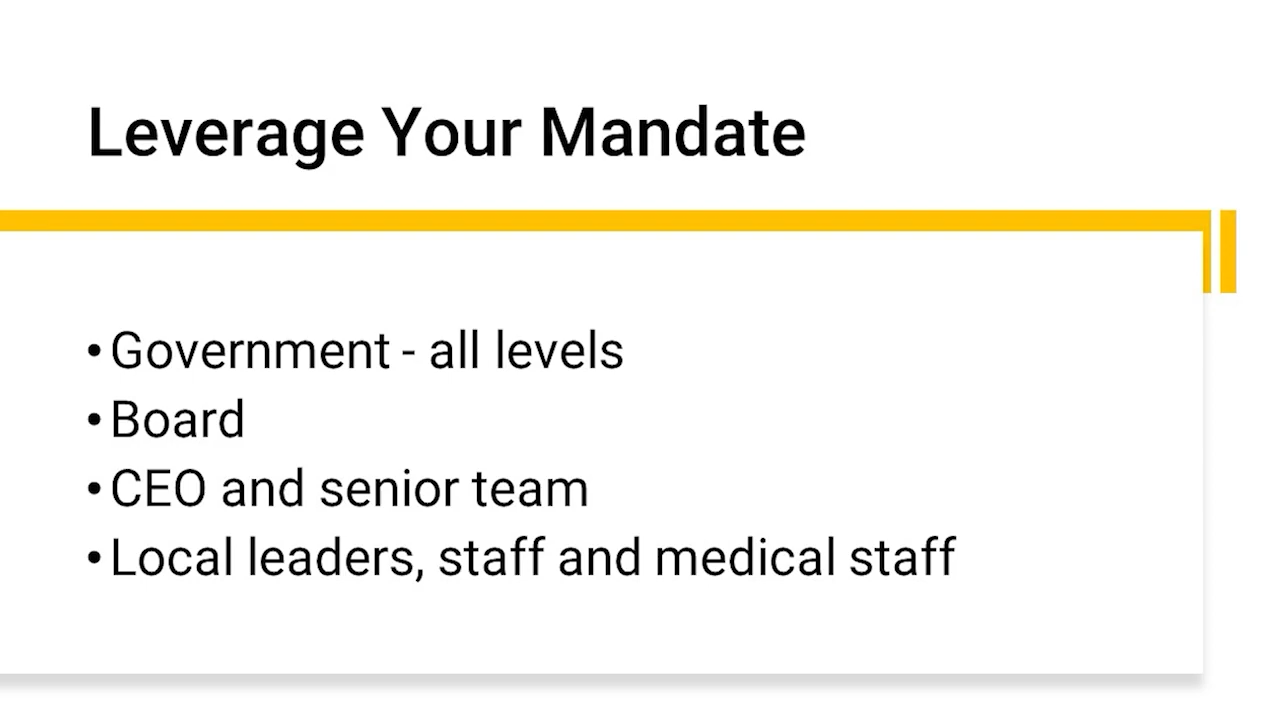 Leverage Your Mandate
• Government - all levels
• Board
• CEO and senior team
• Local leaders, staff and medical staff